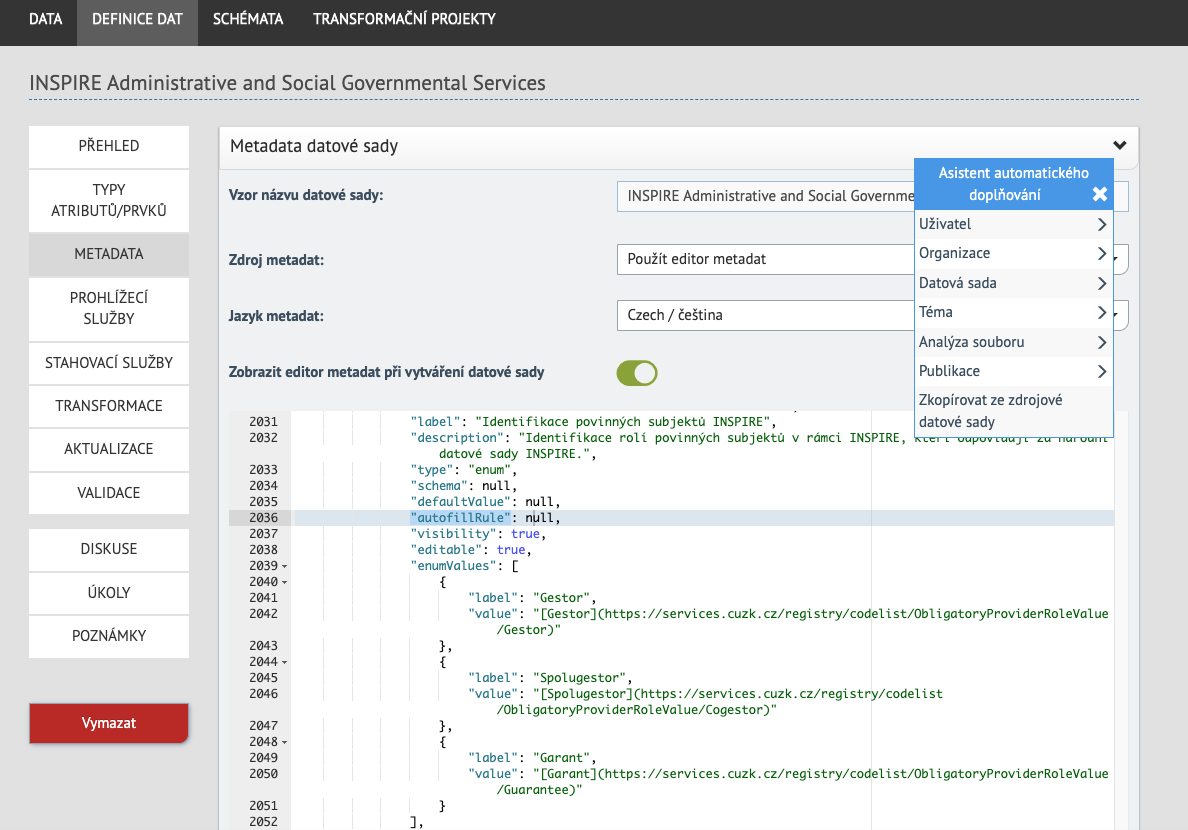 DATA
DEFINICE DAT
SCHÉMATA
TRANSFORMAČNÍ PROJEKTY
INSPIRE Administrative and Social Governmental Services
PŘEHLED
TYPY
ATRIBUTŮ/PRVKŮ
METADATA
PROHLÍŽECÍ
SLUŽBY
STAHOVACÍ SLUŽBY
TRANSFORMACE
AKTUALIZACE
VALIDACE
DISKUSE
ÚKOLY
POZNÁMKY
Vymazat
Metadata datové sady
Vzor názvu datové sady:
INSPIRE Administrative and Social Governme
Zdroj metadat:
Použít editor metadat
Jazyk metadat:
Czech / čeština
Zobrazit editor metadat při vytváření datové sady
Asistent automatického
doplňování
Uživatel
Organizace
Datová sada
Téma
Analýza souboru
Publikace
Zkopírovat ze zdrojové
datové sady
2031 "label": "Identifikace povinných subjektů INSPIRE",
2032 "description": "Identifikace rolí povinných subjektů v rámci INSPIRE, kteří odpovídají za národní
datové sady INSPIRE.",
2033 "type": "enum",
2034 "schema": null,
2035 "defaultValue": null,
2036 "autofillRule": null,
2037 "visibility": true,
2038 "editable": true,
2039 "enumValues": [
2040 {
2041 "label": "Gestor",
2042 "value": "[Gestor](https://services.cuzk.cz/registry/codelist/ObligatoryProviderRoleValue
/Gestor)"
2043 },
2044 {
2045 "label": "Spolugestor",
2046 "value": "[Spolugestor](https://services.cuzk.cz/registry/codelist
/ObligatoryProviderRoleValue/Cogestor)"
2047 },
2048 {
2049 "label": "Garant",
2050 "value": "[Garant](https://services.cuzk.cz/registry/codelist/ObligatoryProviderRoleValue
/Guarantee)"
2051 }
2052 ],